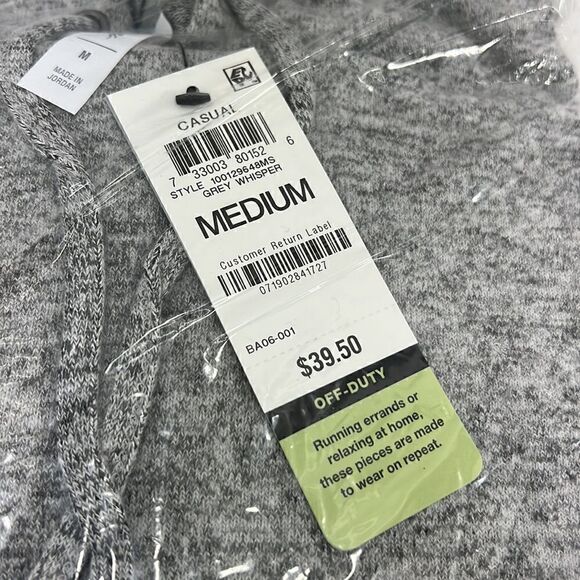 M
MADE IN
JORDAN
CASUAL
7 33003 80152 6
STYLE 100129648MS
GREY WHISPER
MEDIUM
Customer Return Label
071902841727
BA06-001
$39.50
OFF-DUTY
Running errands or
relaxing at home,
these pieces are made
to wear on repeat.